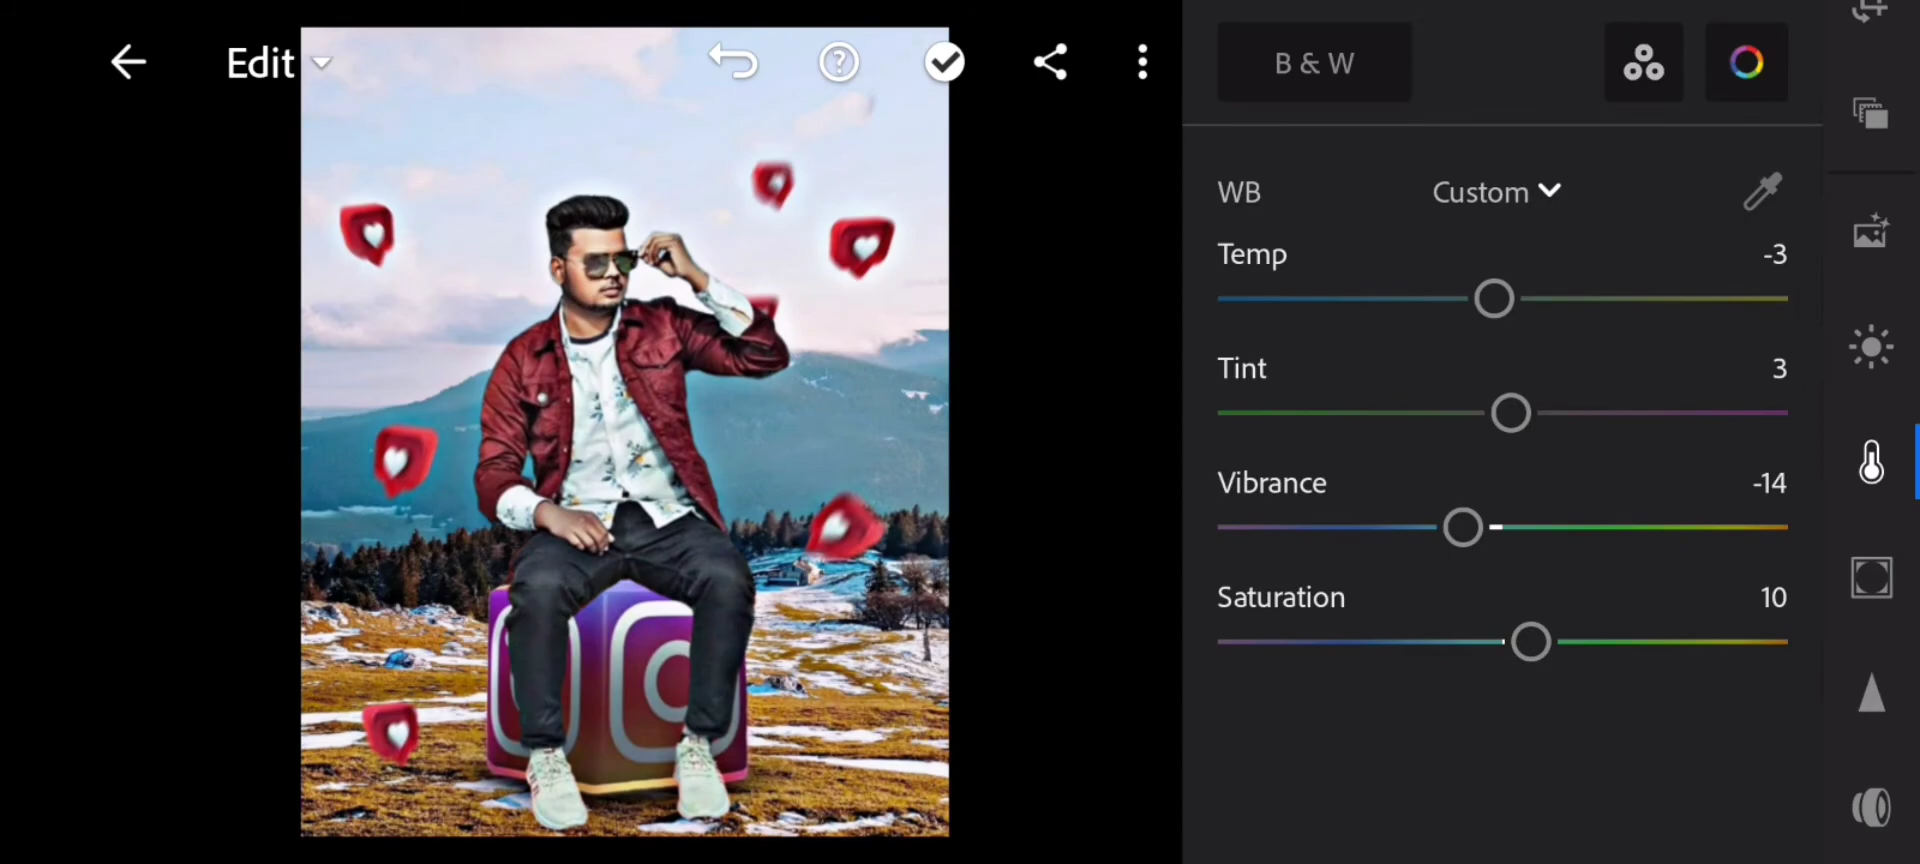 Edit
B & W
WB
Custom
Temp
-3
Tint
3
Vibrance
-14
Saturation
10